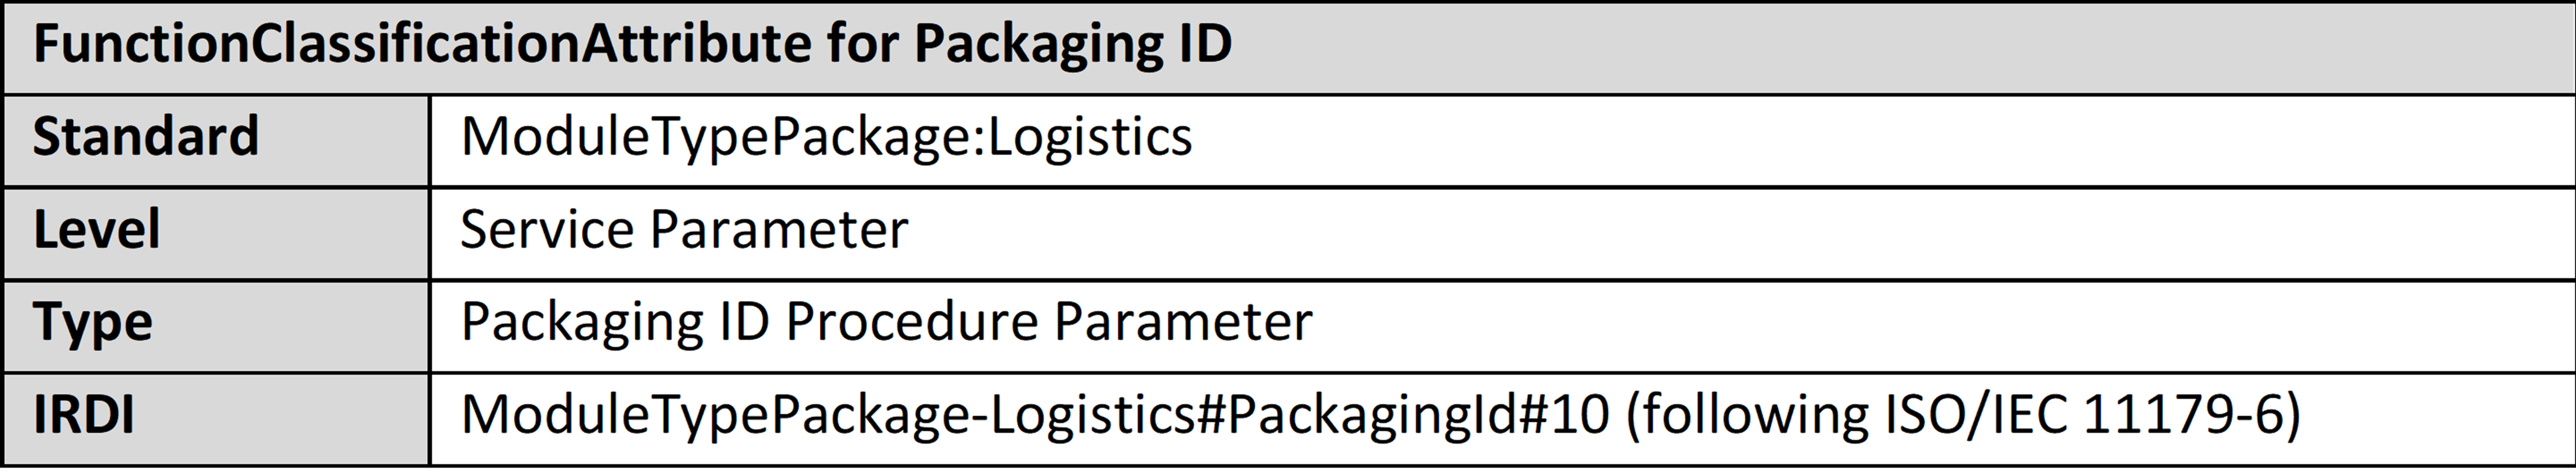 FunctionClassificationAttribute for Packaging ID
Standard ModuleTypePackage:Logistics
Level Service Parameter
Type Packaging ID Procedure Parameter
IRDI ModuleTypePackage-Logistics#PackagingId#10 (following ISO/IEC 11179-6)